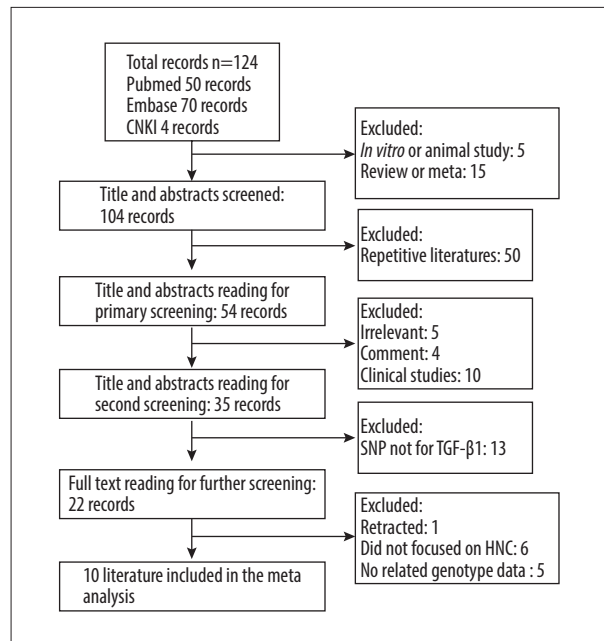 Total records n=124
Pubmed 50 records
Embase 70 records
CNKI 4 records
Excluded:
In vitro or animal study: 5
Review or meta: 15
Title and abstracts screened:
104 records
Excluded:
Repetitive literatures: 50
Title and abstracts reading for
primary screening: 54 records
Excluded:
Irrelevant: 5
Comment: 4
Clinical studies: 10
Title and abstracts reading for
second screening: 35 records
Excluded:
SNP not for TGF-β1: 13
Full text reading for further screening:
22 records
Excluded:
Retracted: 1
Did not focused on HNC: 6
No related genotype data : 5
10 literature included in the meta
analysis